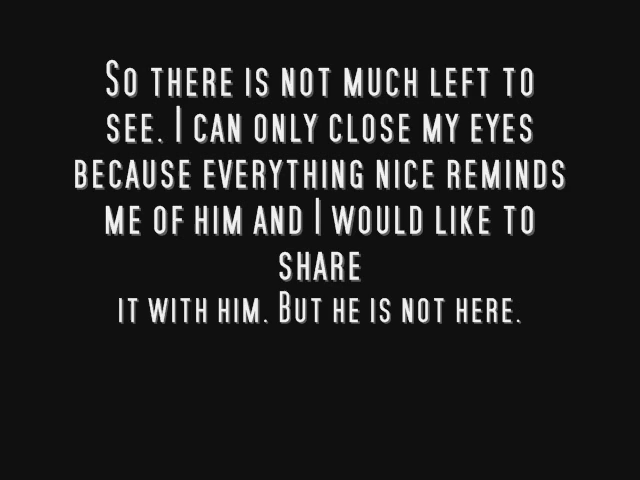 So there is not much left to
see. I can only close my eyes
because everything nice reminds
me of him and I would like to
share
it with him. But he is not here.